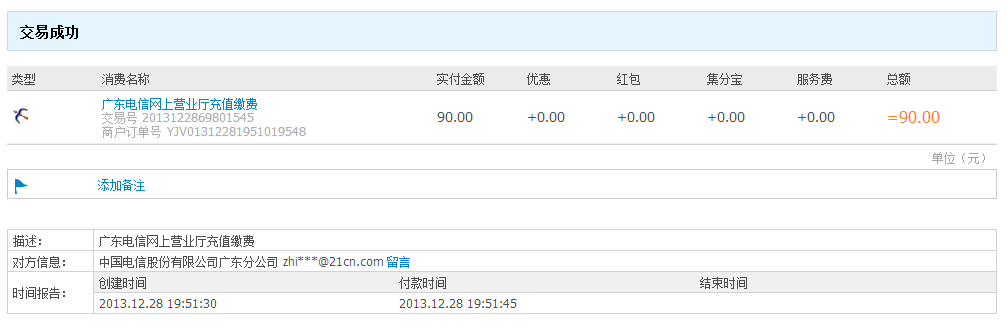 交易成功
类型 消费名称 实付金额 优惠 红包 集分宝 服务费 总额
广东电信网上营业厅充值缴费
交易号 2013122869801545
商户订单号 YJV01312281951019548
90.00 +0.00 +0.00 +0.00 +0.00 =90.00
单位（元）
添加备注
描述： 广东电信网上营业厅充值缴费
对方信息： 中国电信股份有限公司广东分公司 zhi***@21cn.com 留言
时间报告： 创建时间 付款时间 结束时间
2013.12.28 19:51:30 2013.12.28 19:51:45